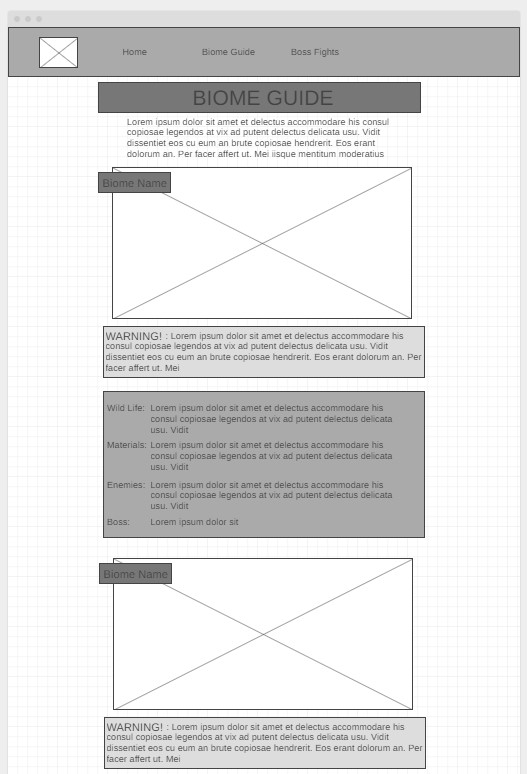 Home Biome Guide Boss Fights
BIOME GUIDE
Lorem ipsum dolor sit amet et delectus accommodare his consul
copiosae legendos at vix ad putent delectus delicata usu. Vidit
dissentiet eos cu eum an brute copiosae hendrerit. Eos erant
dolorum an. Per facer affert ut. Mei iisque mentitum moderatius
Biome Name
WARNING! : Lorem ipsum dolor sit amet et delectus accommodare his
consul copiosae legendos at vix ad putent delectus delicata usu. Vidit
dissentiet eos cu eum an brute copiosae hendrerit. Eos erant dolorum an. Per
facer affert ut. Mei
Wild Life: Lorem ipsum dolor sit amet et delectus accommodare his
consul copiosae legendos at vix ad putent delectus delicata
usu. Vidit
Materials: Lorem ipsum dolor sit amet et delectus accommodare his
consul copiosae legendos at vix ad putent delectus delicata
usu. Vidit
Enemies: Lorem ipsum dolor sit amet et delectus accommodare his
consul copiosae legendos at vix ad putent delectus delicata
usu. Vidit
Boss: Lorem ipsum dolor sit
Biome Name
WARNING! : Lorem ipsum dolor sit amet et delectus accommodare his
consul copiosae legendos at vix ad putent delectus delicata usu. Vidit
dissentiet eos cu eum an brute copiosae hendrerit. Eos erant dolorum an. Per
facer affert ut. Mei